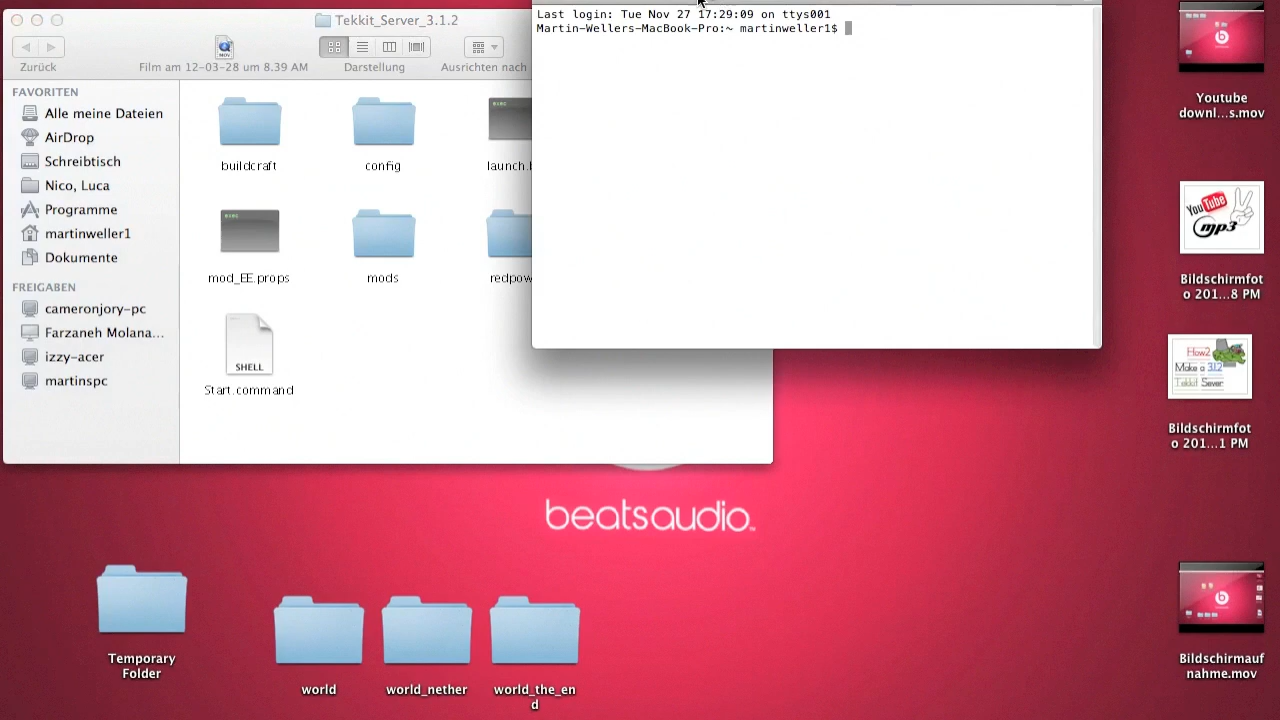 Tekkit_Server_3.1.2
Zurück
Film am 12-03-28 um 8.39 AM
Darstellung
Ausrichten nach
FAVORITEN
Alle meine Dateien
AirDrop
Schreibtisch
Nico, Luca
Programme
martinweller1
Dokumente
FREIGABEN
cameronjory-pc
Farzaneh Molana...
izzy-acer
martinspc
buildcraft
config
launch.
mod_EE.props
mods
redpow
SHELL
Start.command
Last login: Tue Nov 27 17:29:09 on ttys001
Martin-Wellers-MacBook-Pro:~ martinweller1$
beatsaudio
Temporary
Folder
world
world_nether
world_the_en
d
Youtube
downl...s.mov
YouTube
mp3
Bildschirmfot
o 201...8 PM
How2
Make a 3.1.2
Tekkit Sever
Bildschirmfot
o 201...1 PM
Bildschirmauf
nahme.mov